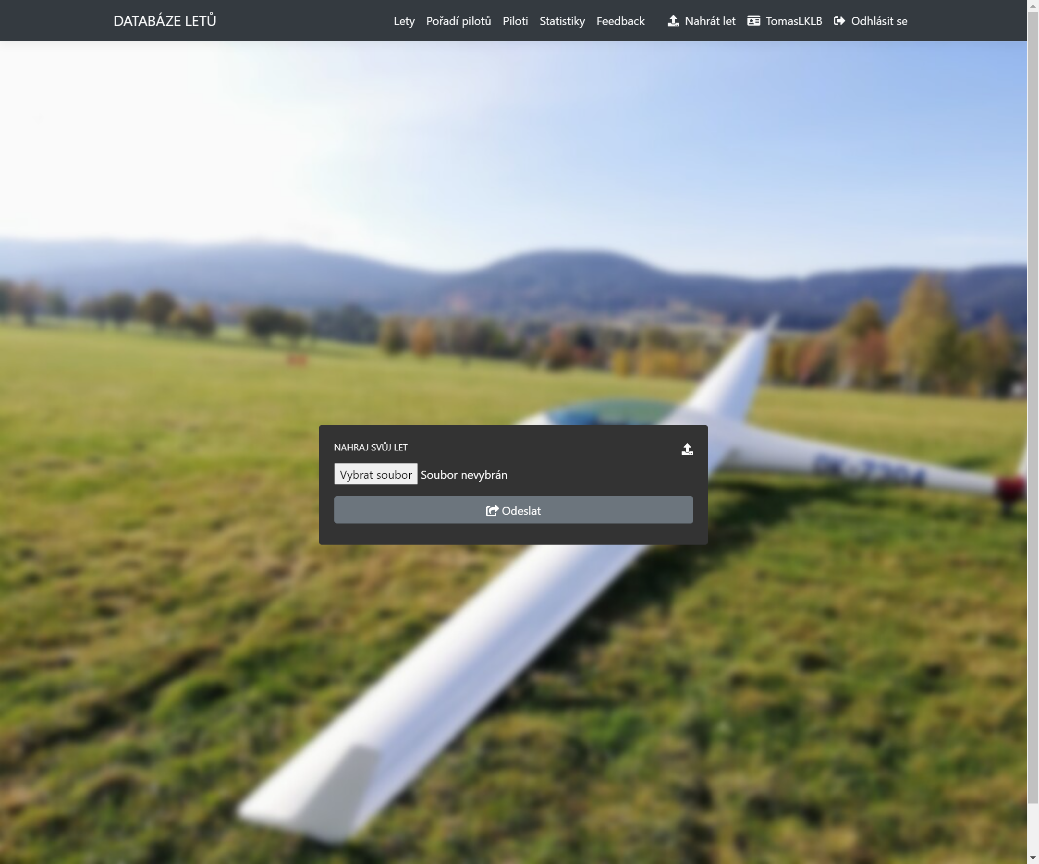 DATABÁZE LETŮ Lety Pořadí pilotů Piloti Statistiky Feedback Nahrát let TomasLKLB Odhlásit se
NAHRAJ SVŮJ LET
Vybrat soubor Soubor nevybrán
Odeslat